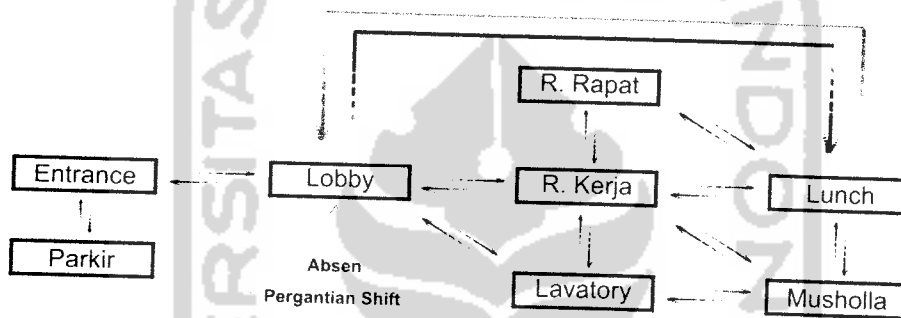 R. Rapat
Entrance
Lobby
R. Kerja
Lunch
Parkir
Absen
Pergantian Shift
Lavatory
Musholla